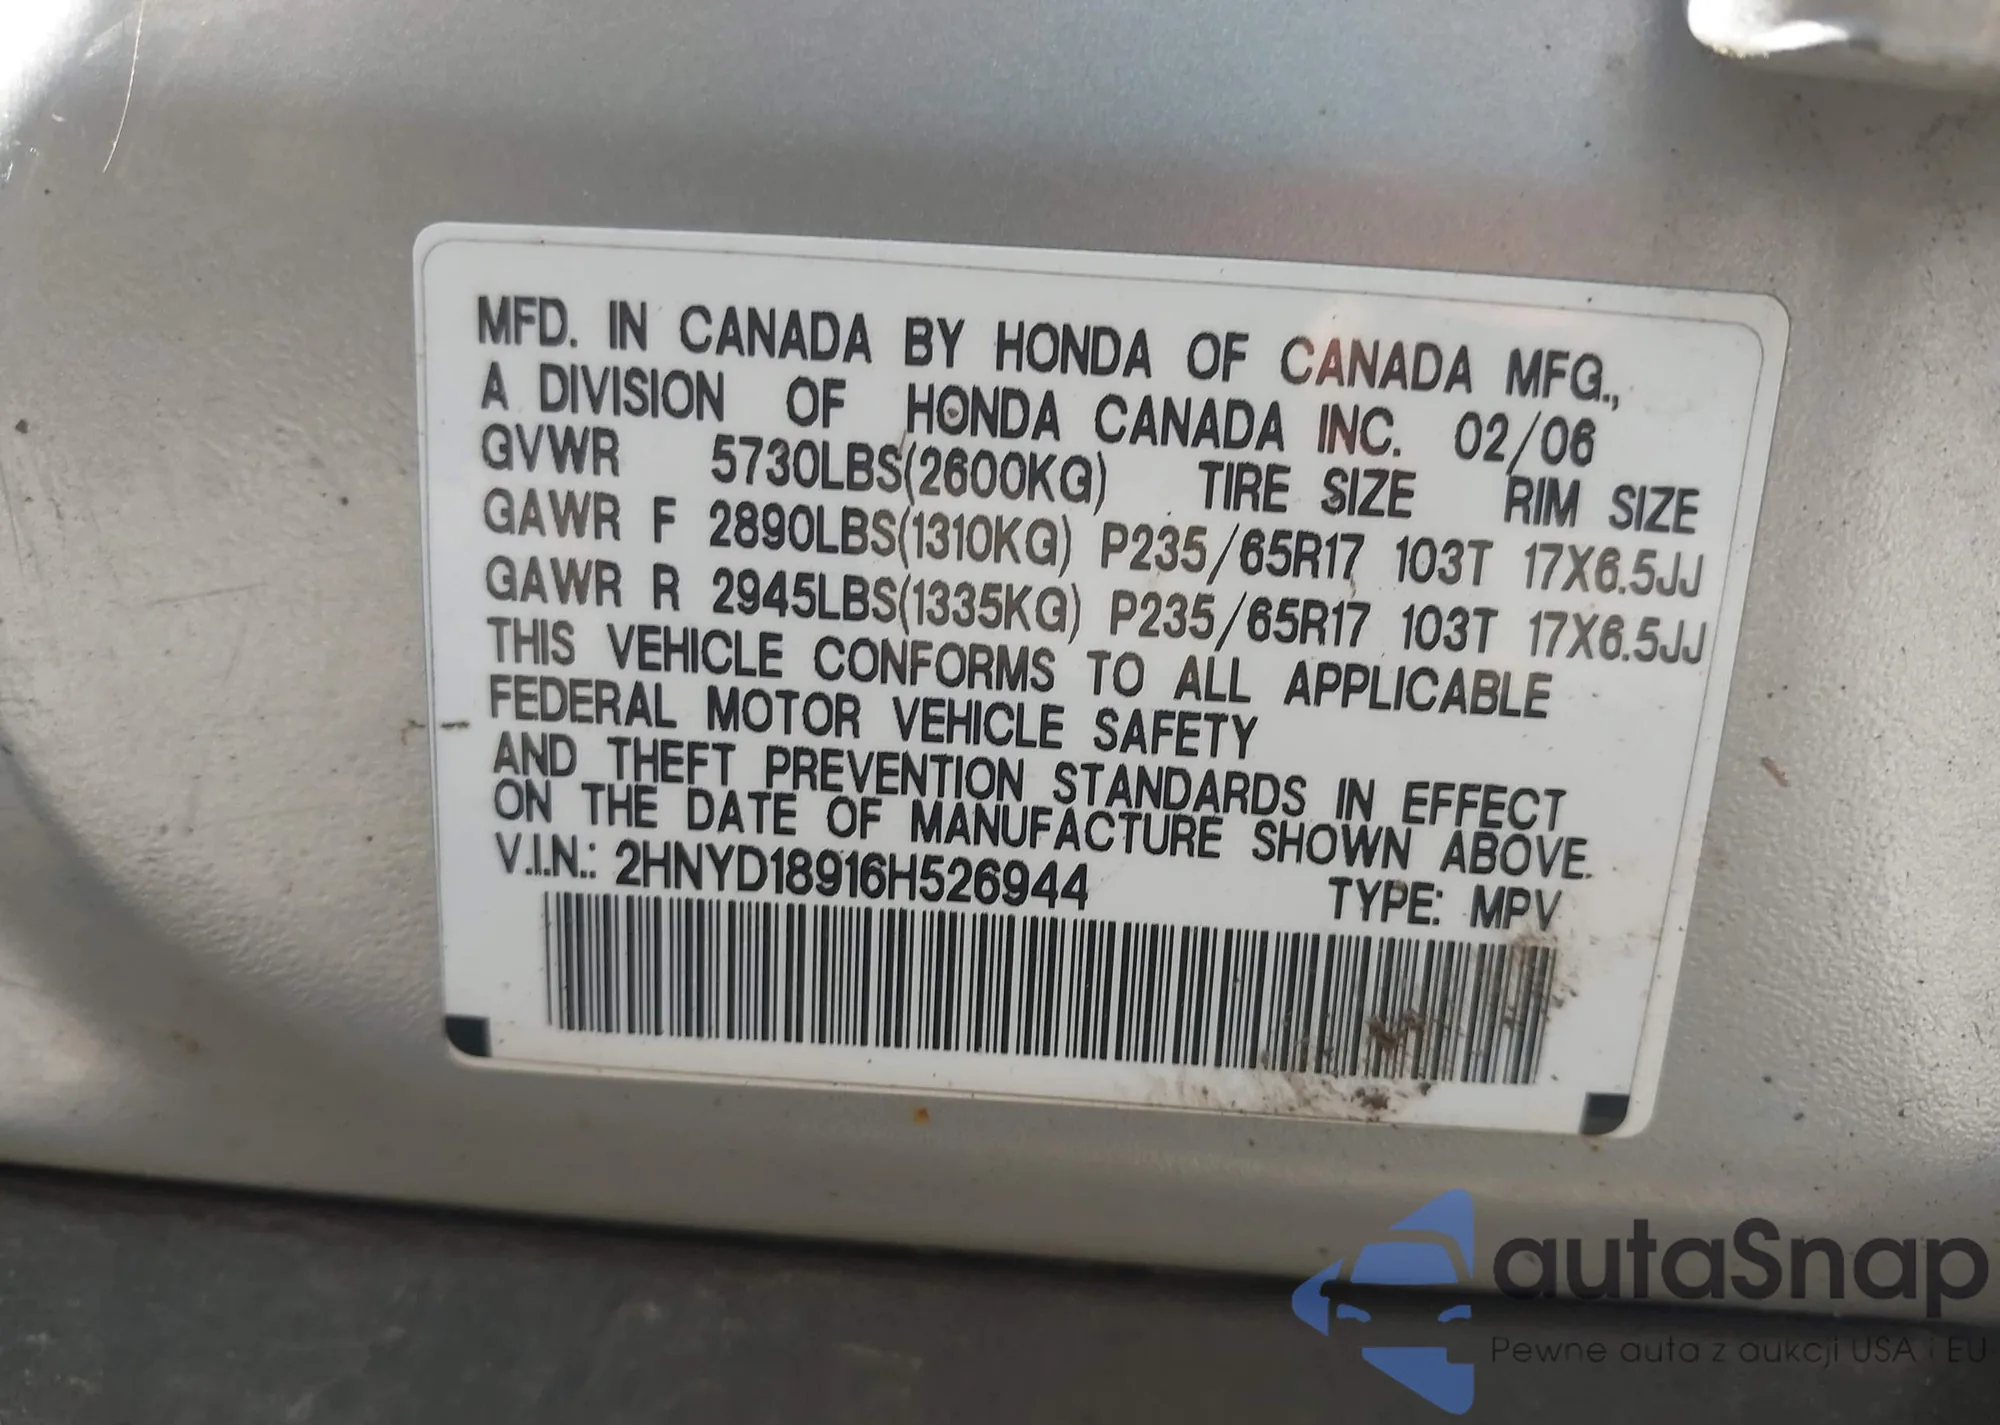 MFD. IN CANADA BY HONDA OF CANADA MFG.,
A DIVISION OF HONDA CANADA INC. 02/06
GVWR 5730LBS(2600KG) TIRE SIZE RIM SIZE
GAWR F 2890LBS(1310KG) P235/65R17 103T 17X6.5JJ
GAWR R 2945LBS(1335KG) P235/65R17 103T 17X6.5JJ
THIS VEHICLE CONFORMS TO ALL APPLICABLE
FEDERAL MOTOR VEHICLE SAFETY
AND THEFT PREVENTION STANDARDS IN EFFECT
ON THE DATE OF MANUFACTURE SHOWN ABOVE.
V.I.N.: 2HNYD18916H526944 TYPE: MPV
autaSnap
Pewne auta z aukcji USA i EU